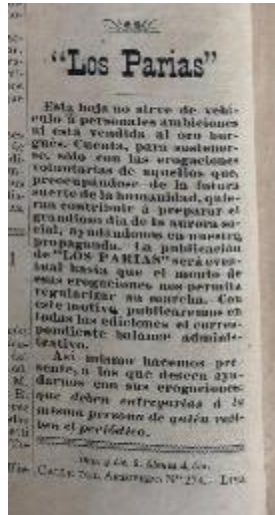 “Los Parias”
Esta hoja no sirve de vehí-
culo á personales ambiciones
ni está vendida al oro bur-
gués. Cuenta, para sostener-
se, sólo con las erogaciones
voluntarias de aquellos que,
preocupándose de la futura
suerte de la humanidad, quie-
ran contribuir á preparar el
grandioso día de la aurora so-
cial, ayudándonos en nuestra
propaganda. La publicación
de “LOS PARIAS” será even-
tual hasta que el monto de
esas erogaciones nos permita
regularizar su marcha. Con
este motivo publicaremos en
todas las ediciones el corres-
pondiente balance adminis-
trativo.
Así mismo hacemos pre-
sente, á los que deseen ayu-
darnos con sus erogaciones
que deben entregarlas á la
misma persona de quién reci-
ben el periódico.
Lima